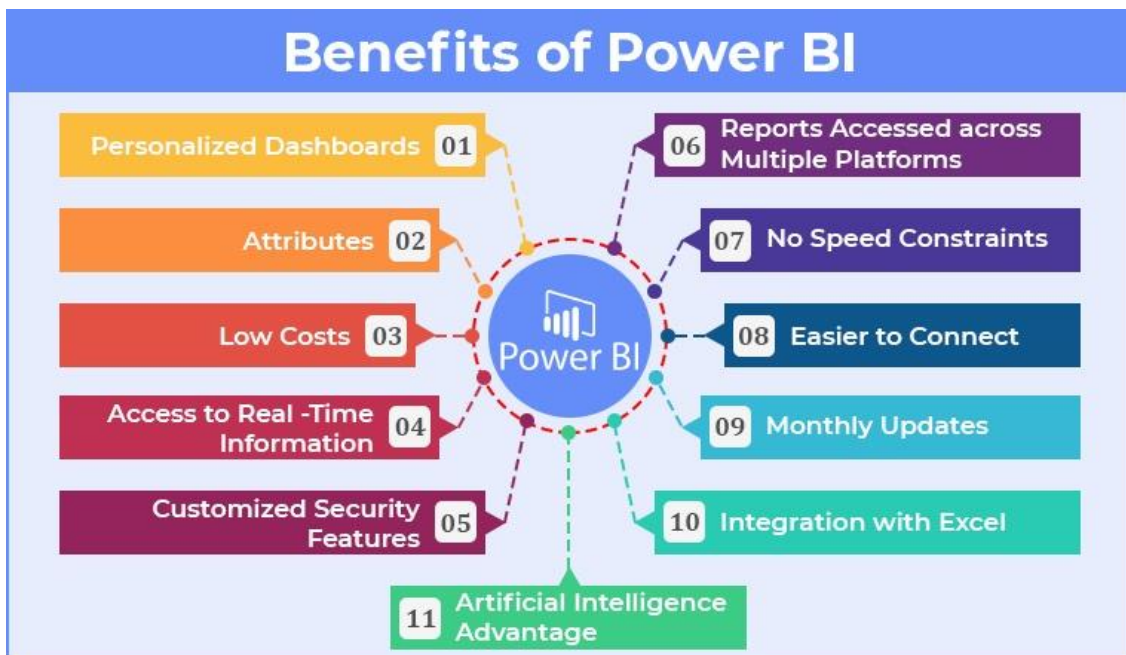 Benefits of Power BI
Personalized Dashboards 01
Attributes 02
Low Costs 03
Access to Real -Time
Information 04
Customized Security
Features 05
06 Reports Accessed across
Multiple Platforms
07 No Speed Constraints
08 Easier to Connect
09 Monthly Updates
10 Integration with Excel
11 Artificial Intelligence
Advantage
Power BI